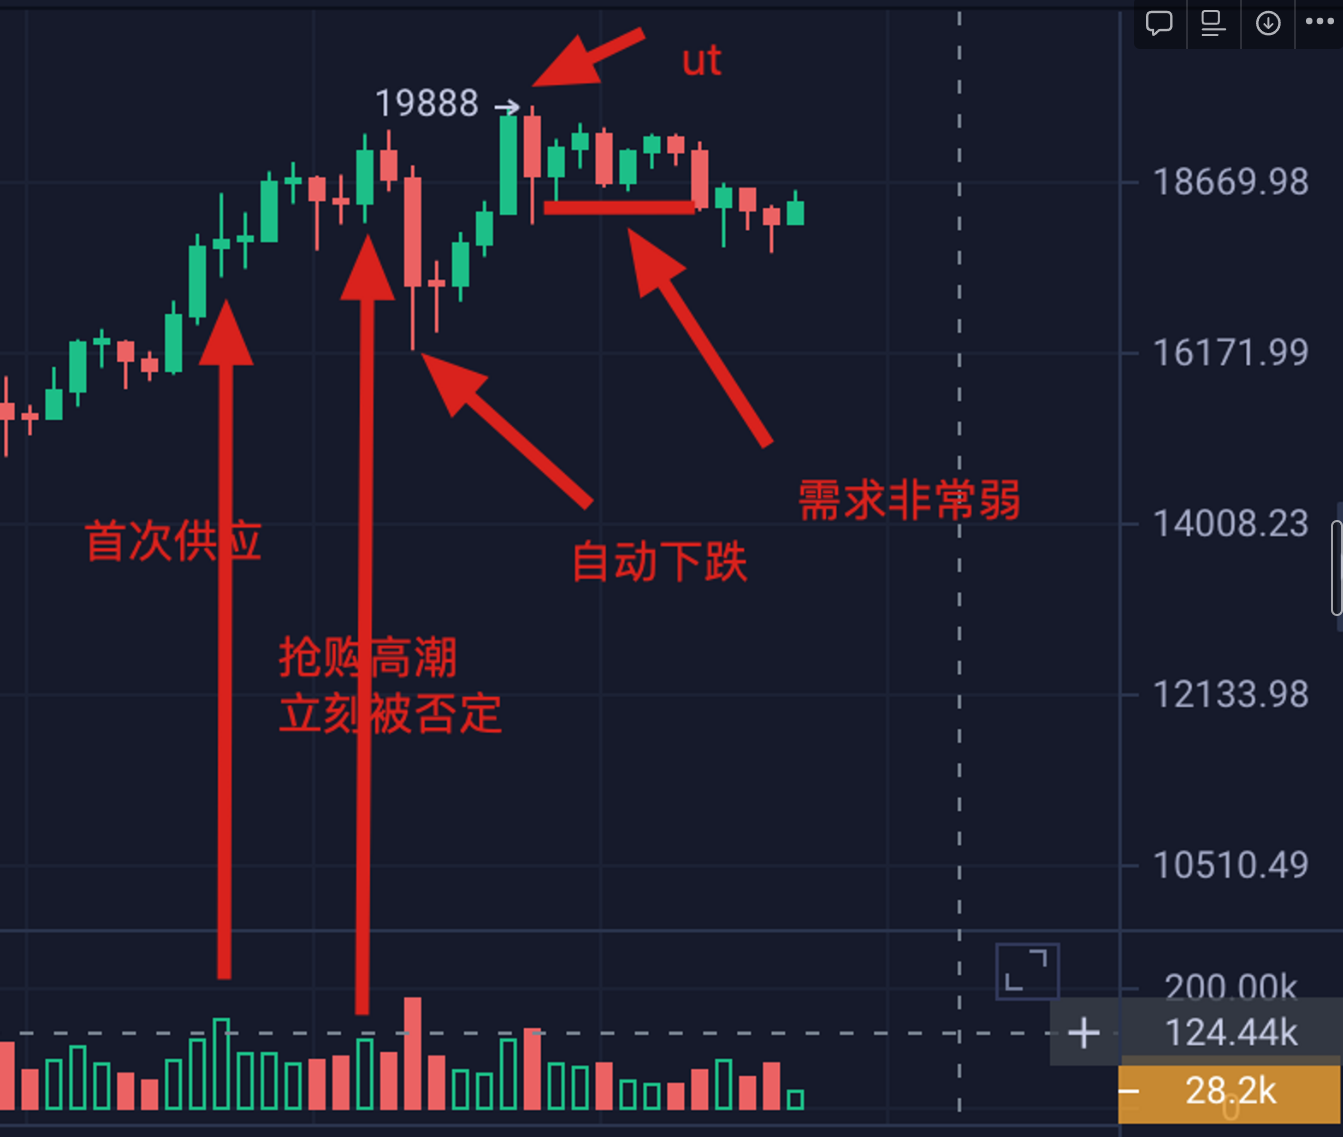 ut
19888 →
18669.98
16171.99
需求非常弱
14008.23
首次供应
自动下跌
抢购高潮
立刻被否定
12133.98
10510.49
200.00k
124.44k
28.2k
0